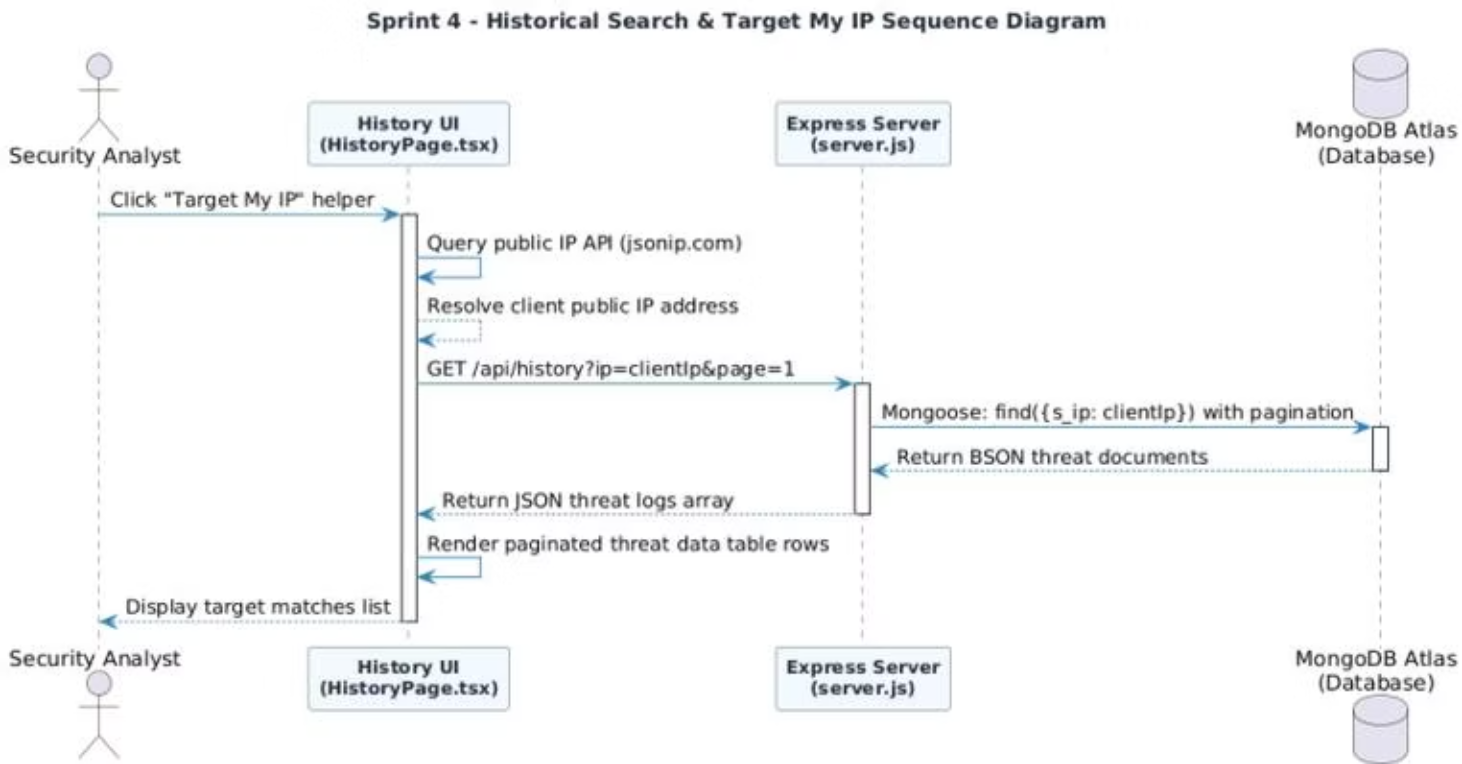 Sprint 4 - Historical Search & Target My IP Sequence Diagram
Security Analyst
History UI
(HistoryPage.tsx)
Express Server
(server.js)
MongoDB Atlas
(Database)
Click "Target My IP" helper
Query public IP API (jsonip.com)
Resolve client public IP address
GET /api/history?ip=clientIp&page=1
Mongoose: find({s_ip: clientIp}) with pagination
Return BSON threat documents
Return JSON threat logs array
Render paginated threat data table rows
Display target matches list
Security Analyst
History UI
(HistoryPage.tsx)
Express Server
(server.js)
MongoDB Atlas
(Database)